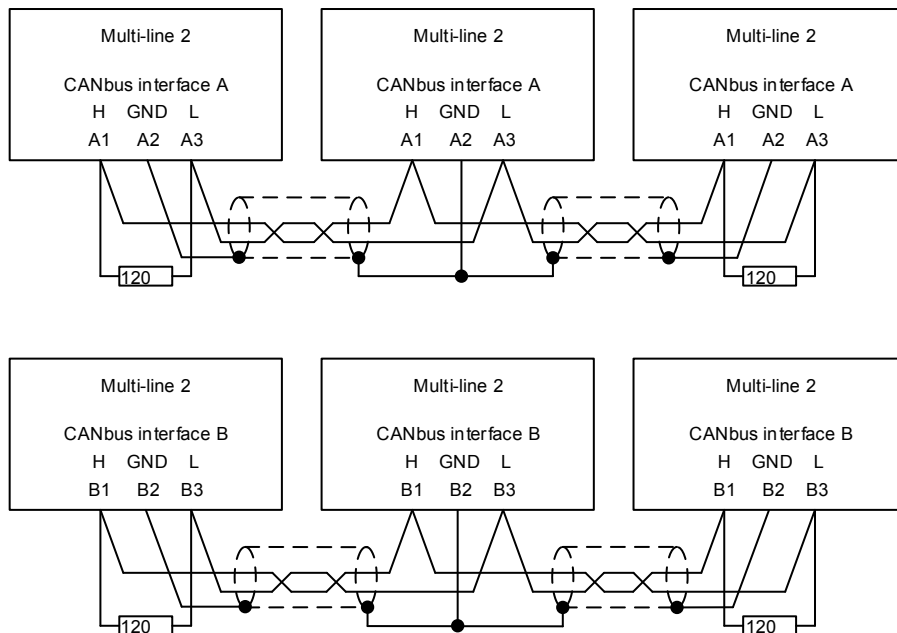 Multi-line 2 Multi-line 2 Multi-line 2
CANbus interface A CANbus interface A CANbus interface A
H GND L H GND L H GND L
A1 A2 A3 A1 A2 A3 A1 A2 A3
120 120
Multi-line 2 Multi-line 2 Multi-line 2
CANbus interface B CANbus interface B CANbus interface B
H GND L H GND L H GND L
B1 B2 B3 B1 B2 B3 B1 B2 B3
120 120